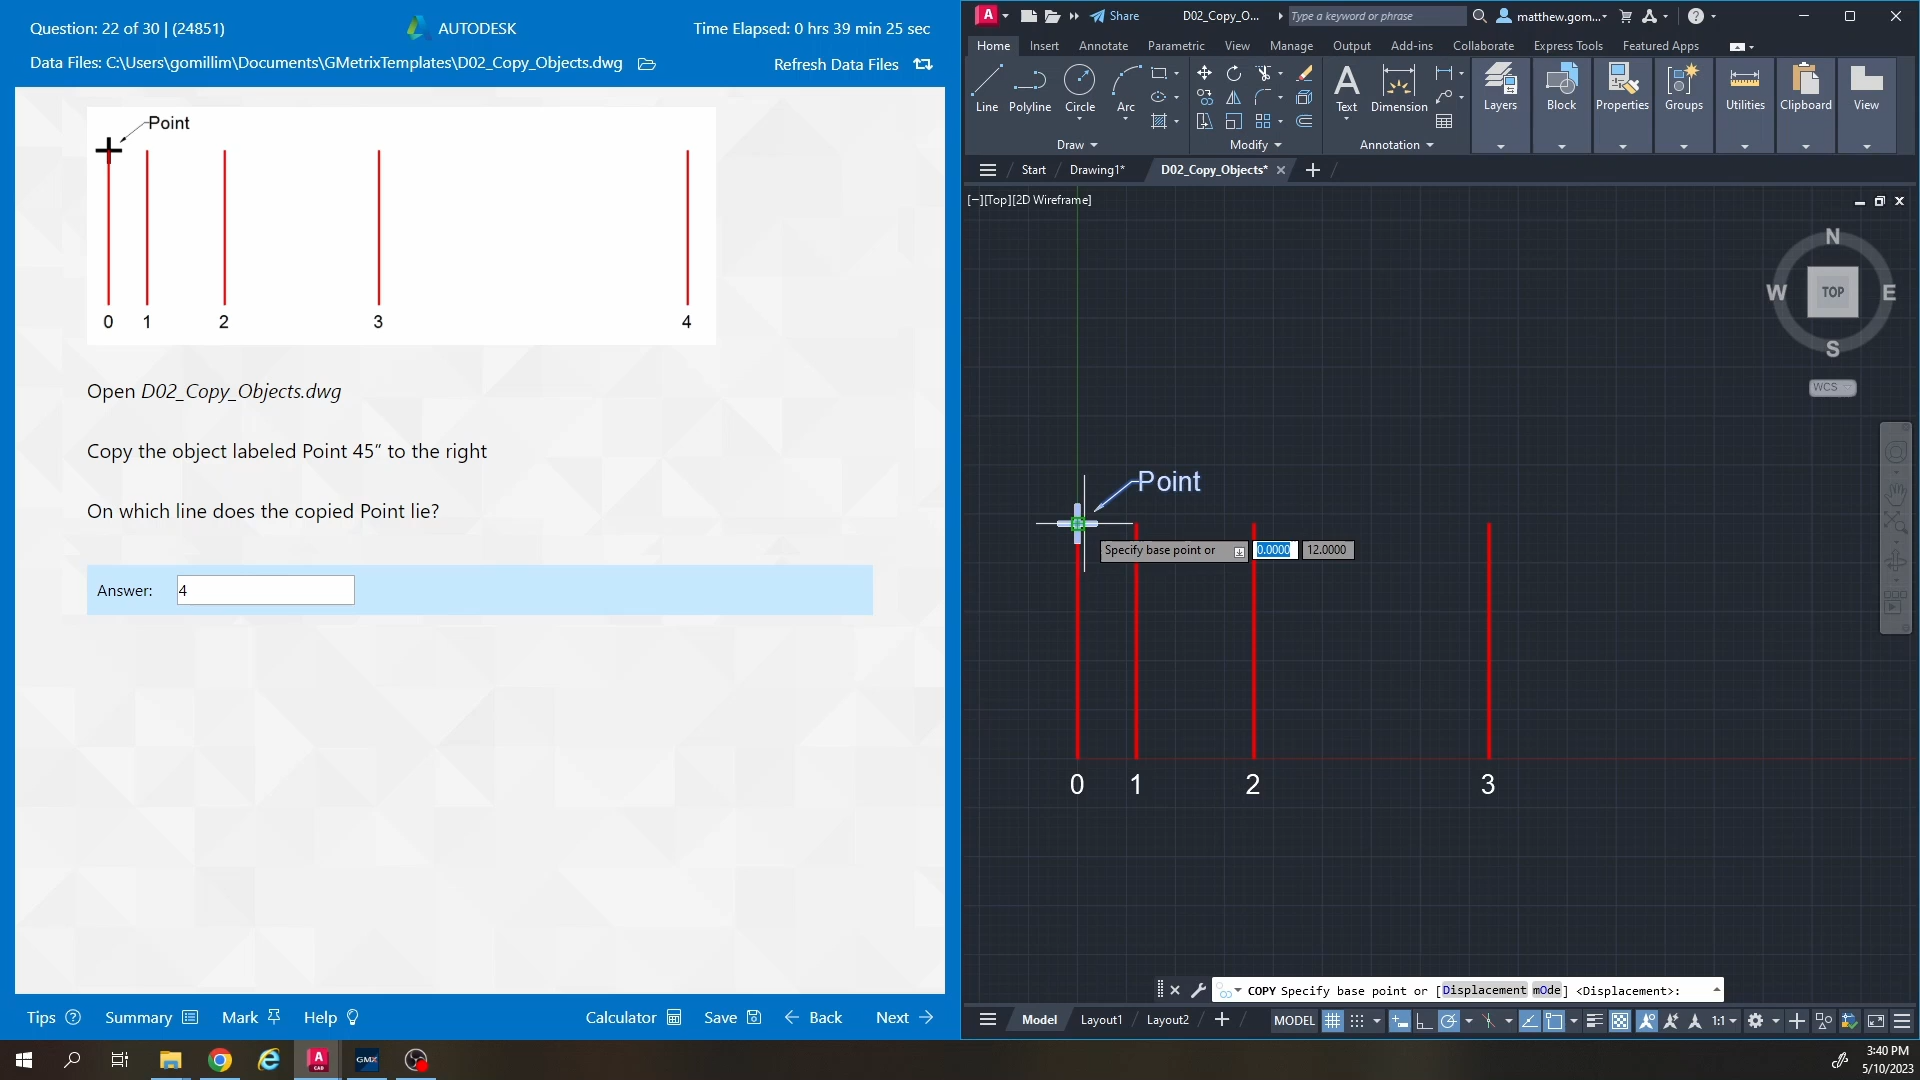 Question: 22 of 30 | (24851)
AUTODESK
Time Elapsed: 0 hrs 39 min 25 sec
Data Files: C:\Users\gomillim\Documents\GMetrixTemplates\D02_Copy_Objects.dwg
Refresh Data Files
Point
0 1 2 3 4
Open D02_Copy_Objects.dwg
Copy the object labeled Point 45” to the right
On which line does the copied Point lie?
Answer: 4
Tips Summary Mark Help Calculator Save Back Next
A Share D02_Copy_O... Type a keyword or phrase matthew.gom...
Home Insert Annotate Parametric View Manage Output Add-ins Collaborate Express Tools Featured Apps
Line Polyline Circle Arc Text Dimension Layers Block Properties Groups Utilities Clipboard View
Draw Modify Annotation
Start Drawing1* D02_Copy_Objects*
[−][Top][2D Wireframe]
N
W TOP E
S
WCS
Point
Specify base point or 0.0000 12.0000
0 1 2 3
COPY Specify base point or [Displacement mOde] <Displacement>:
Model Layout1 Layout2 MODEL 1:1
A CAD GMX
3:40 PM
5/10/2023